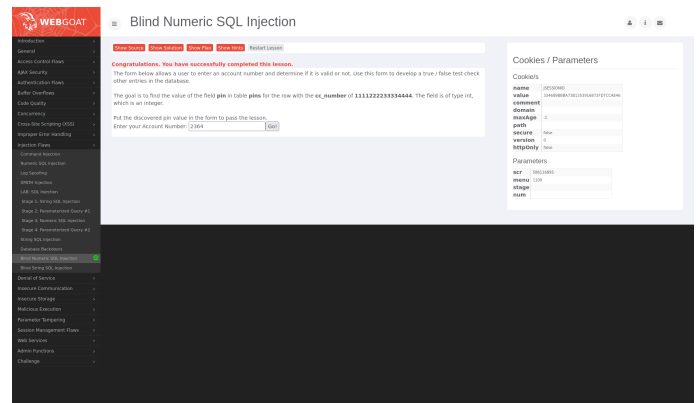 WEBGOAT
Blind Numeric SQL Injection
Introduction
General
Access Control Flaws
AJAX Security
Authentication Flaws
Buffer Overflows
Code Quality
Concurrency
Cross-Site Scripting (XSS)
Improper Error Handling
Injection Flaws
Command Injection
Numeric SQL Injection
Log Spoofing
XPATH Injection
LAB: SQL Injection
Stage 1: String SQL Injection
Stage 2: Parameterized Query #1
Stage 3: Numeric SQL Injection
Stage 4: Parameterized Query #2
String SQL Injection
Database Backdoors
Blind Numeric SQL Injection
Blind String SQL Injection
Denial of Service
Insecure Communication
Insecure Storage
Malicious Execution
Parameter Tampering
Session Management Flaws
Web Services
Admin Functions
Challenge
Show Source Show Solution Show Plan Show Hints Restart Lesson
Congratulations. You have successfully completed this lesson.
The form below allows a user to enter an account number and determine if it is valid or not. Use this form to develop a true / false test check
other entries in the database.
The goal is to find the value of the field pin in table pins for the row with the cc_number of 1111222233334444. The field is of type int,
which is an integer.
Put the discovered pin value in the form to pass the lesson.
Enter your Account Number: 2364 Go!
Cookies / Parameters
Cookie/s
name JSESSIONID
value
comment
domain
maxAge -1
path
secure false
version 0
httpOnly false
Parameters
scr
menu 1100
stage
num